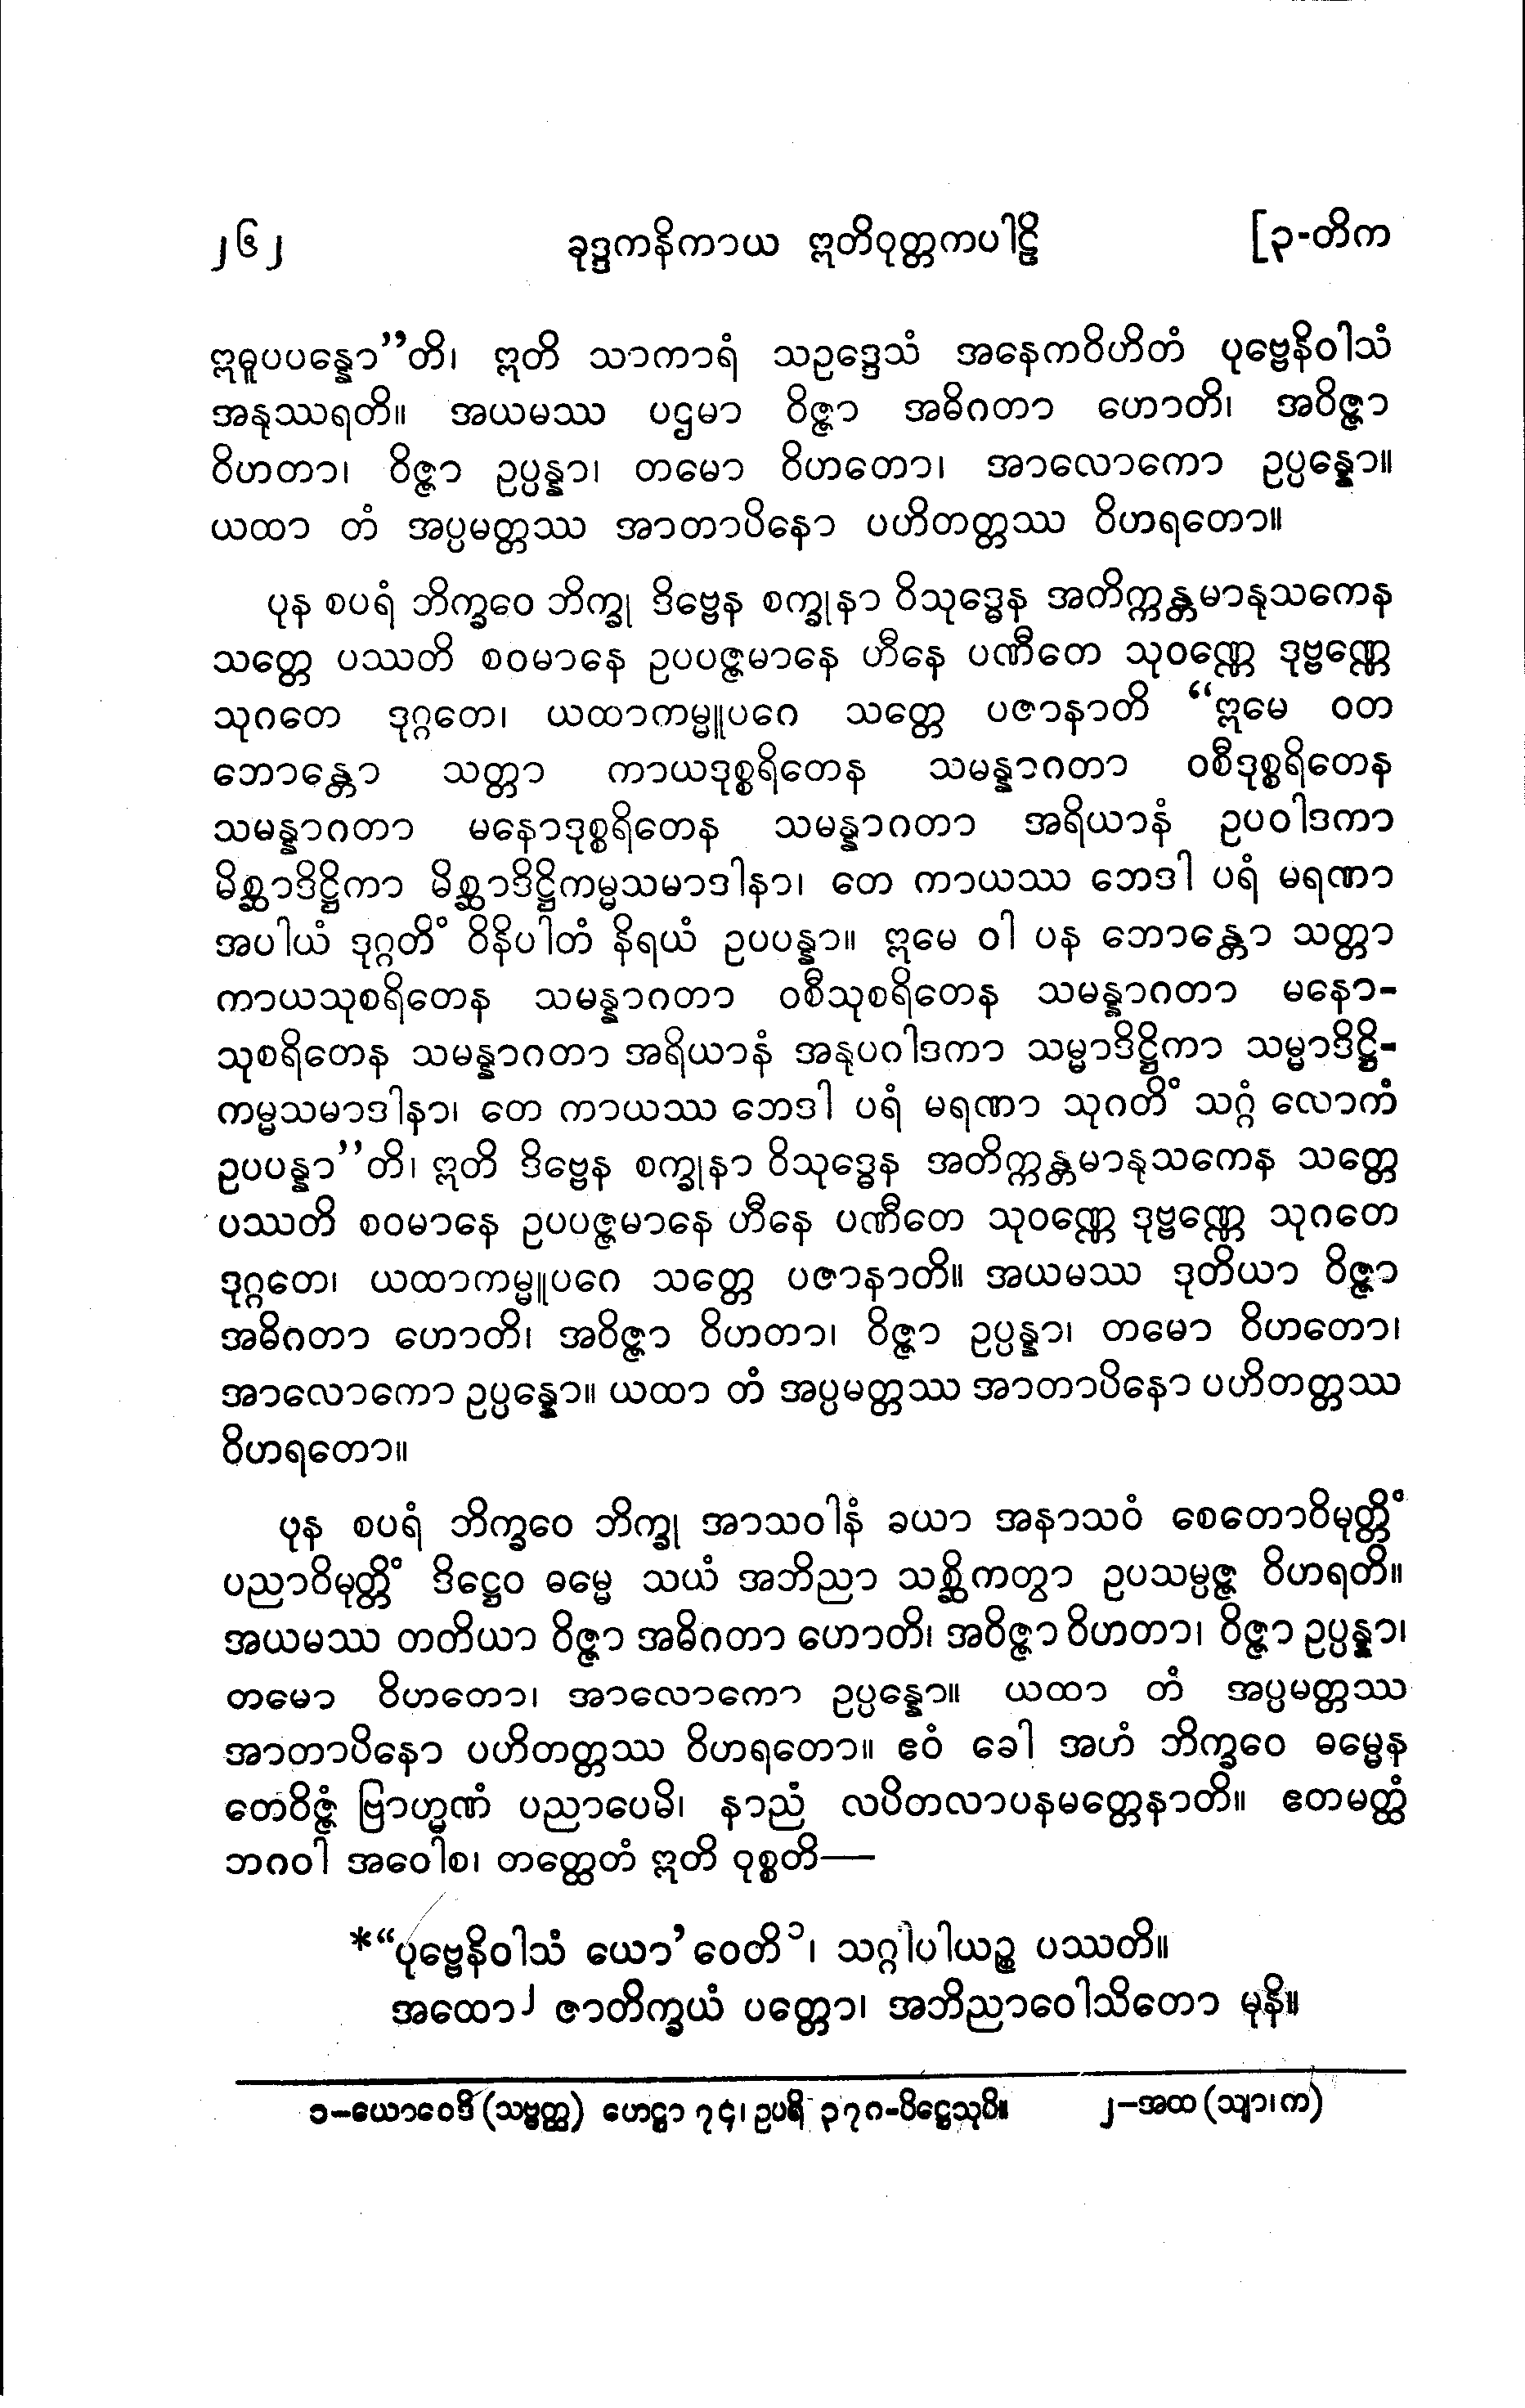 ၂၆၂ ခုဒ္ဒကနိကာယ ဣတိဝုတ္တကပါဠိ [၃-တိက
ဣဓူပပန္နော”တိ၊ ဣတိ သာကာရံ သဥဒ္ဒေသံ အနေကဝိဟိတံ ပုဗ္ဗေနိဝါသံ
အနုဿရတိ။ အယမဿ ပဌမာ ဝိဇ္ဇာ အဓိဂတာ ဟောတိ၊ အဝိဇ္ဇာ
ဝိဟတာ၊ ဝိဇ္ဇာ ဥပ္ပန္နာ၊ တမော ဝိဟတော၊ အာလောကော ဥပ္ပန္နော။
ယထာ တံ အပ္ပမတ္တဿ အာတာပိနော ပဟိတတ္တဿ ဝိဟရတော။
ပုန စပရံ ဘိက္ခဝေ ဘိက္ခု ဒိဗ္ဗေန စက္ခုနာ ဝိသုဒ္ဓေန အတိက္ကန္တမာနုသကေန
သတ္တေ ပဿတိ စဝမာနေ ဥပပဇ္ဇမာနေ ဟီနေ ပဏီတေ သုဝဏ္ဏေ ဒုဗ္ဗဏ္ဏေ
သုဂတေ ဒုဂ္ဂတေ၊ ယထာကမ္မူပဂေ သတ္တေ ပဇာနာတိ “ဣမေ ဝတ
ဘောန္တော သတ္တာ ကာယဒုစ္စရိတေန သမန္နာဂတာ ဝစီဒုစ္စရိတေန
သမန္နာဂတာ မနောဒုစ္စရိတေန သမန္နာဂတာ အရိယာနံ ဥပဝါဒကာ
မိစ္ဆာဒိဋ္ဌိကာ မိစ္ဆာဒိဋ္ဌိကမ္မသမာဒါနာ၊ တေ ကာယဿ ဘေဒါ ပရံ မရဏာ
အပါယံ ဒုဂ္ဂတိံ ဝိနိပါတံ နိရယံ ဥပပန္နာ။ ဣမေ ဝါ ပန ဘောန္တော သတ္တာ
ကာယသုစရိတေန သမန္နာဂတာ ဝစီသုစရိတေန သမန္နာဂတာ မနော-
သုစရိတေန သမန္နာဂတာ အရိယာနံ အနုပဂါဒကာ သမ္မာဒိဋ္ဌိကာ သမ္မာဒိဋ္ဌိ-
ကမ္မသမာဒါနာ၊ တေ ကာယဿ ဘေဒါ ပရံ မရဏာ သုဂတိံ သဂ္ဂံ လောကံ
ဥပပန္နာ”တိ၊ ဣတိ ဒိဗ္ဗေန စက္ခုနာ ဝိသုဒ္ဓေန အတိက္ကန္တမာနုသကေန သတ္တေ
ပဿတိ စဝမာနေ ဥပပဇ္ဇမာနေ ဟီနေ ပဏီတေ သုဝဏ္ဏေ ဒုဗ္ဗဏ္ဏေ သုဂတေ
ဒုဂ္ဂတေ၊ ယထာကမ္မူပဂေ သတ္တေ ပဇာနာတိ။ အယမဿ ဒုတိယာ ဝိဇ္ဇာ
အဓိဂတာ ဟောတိ၊ အဝိဇ္ဇာ ဝိဟတာ၊ ဝိဇ္ဇာ ဥပ္ပန္နာ၊ တမော ဝိဟတော၊
အာလောကော ဥပ္ပန္နော။ ယထာ တံ အပ္ပမတ္တဿ အာတာပိနော ပဟိတတ္တဿ
ဝိဟရတော။
ပုန စပရံ ဘိက္ခဝေ ဘိက္ခု အာသဝါနံ ခယာ အနာသဝံ စေတောဝိမုတ္တိံ
ပညာဝိမုတ္တိံ ဒိဋ္ဌေဝ ဓမ္မေ သယံ အဘိညာ သစ္ဆိကတွာ ဥပသမ္ပဇ္ဇ ဝိဟရတိ။
အယမဿ တတိယာ ဝိဇ္ဇာ အဓိဂတာ ဟောတိ၊ အဝိဇ္ဇာ ဝိဟတာ၊ ဝိဇ္ဇာ ဥပ္ပန္နာ၊
တမော ဝိဟတော၊ အာလောကော ဥပ္ပန္နော။ ယထာ တံ အပ္ပမတ္တဿ
အာတာပိနော ပဟိတတ္တဿ ဝိဟရတော။ ဧဝံ ခေါ အဟံ ဘိက္ခဝေ ဓမ္မေန
တေဝိဇ္ဇံ ဗြာဟ္မဏံ ပညာပေမိ၊ နာညံ လပိတလာပနမတ္တေနာတိ။ ဧတမတ္ထံ
ဘဂဝါ အဝေါစ၊ တတ္ထေတံ ဣတိ ဝုစ္စတိ—
*“ပုဗ္ဗေနိဝါသံ ယော’ဝေတိ၁၊ သဂ္ဂါပါယဉ္စ ပဿတိ။
အထော၂ ဇာတိက္ခယံ ပတ္တော၊ အဘိညာဝေါသိတော မုနိ။
၁–ယောဝေဒိ (သဗ္ဗတ္ထ) ဟေဋ္ဌာ ၇၄၊ ဥပရိ ၃၇၈-ပိဋ္ဌေသုပိ။ ၂–အထ (သျာ၊က)